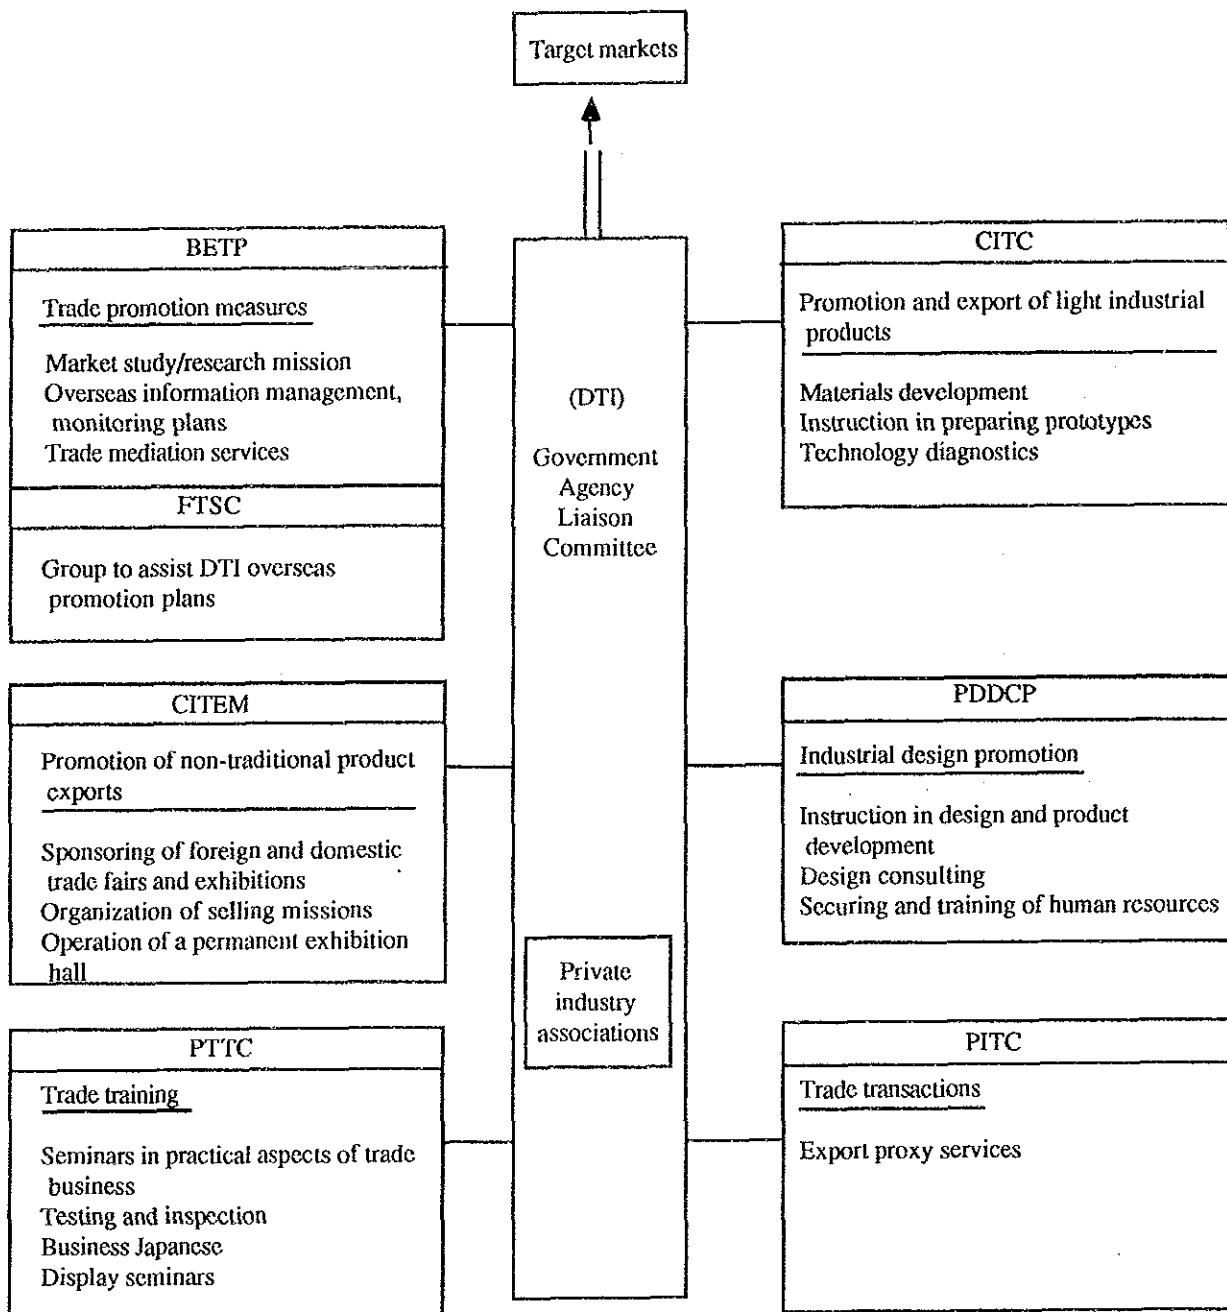 Target markets
BETP
Trade promotion measures
Market study/research mission
Overseas information management,
monitoring plans
Trade mediation services
FTSC
Group to assist DTI overseas
promotion plans
CITEM
Promotion of non-traditional product
exports
Sponsoring of foreign and domestic
trade fairs and exhibitions
Organization of selling missions
Operation of a permanent exhibition
hall
PTTC
Trade training
Seminars in practical aspects of trade
business
Testing and inspection
Business Japanese
Display seminars
(DTI)
Government
Agency
Liaison
Committee
Private
industry
associations
CITC
Promotion and export of light industrial
products
Materials development
Instruction in preparing prototypes
Technology diagnostics
PDDCP
Industrial design promotion
Instruction in design and product
development
Design consulting
Securing and training of human resources
PITC
Trade transactions
Export proxy services